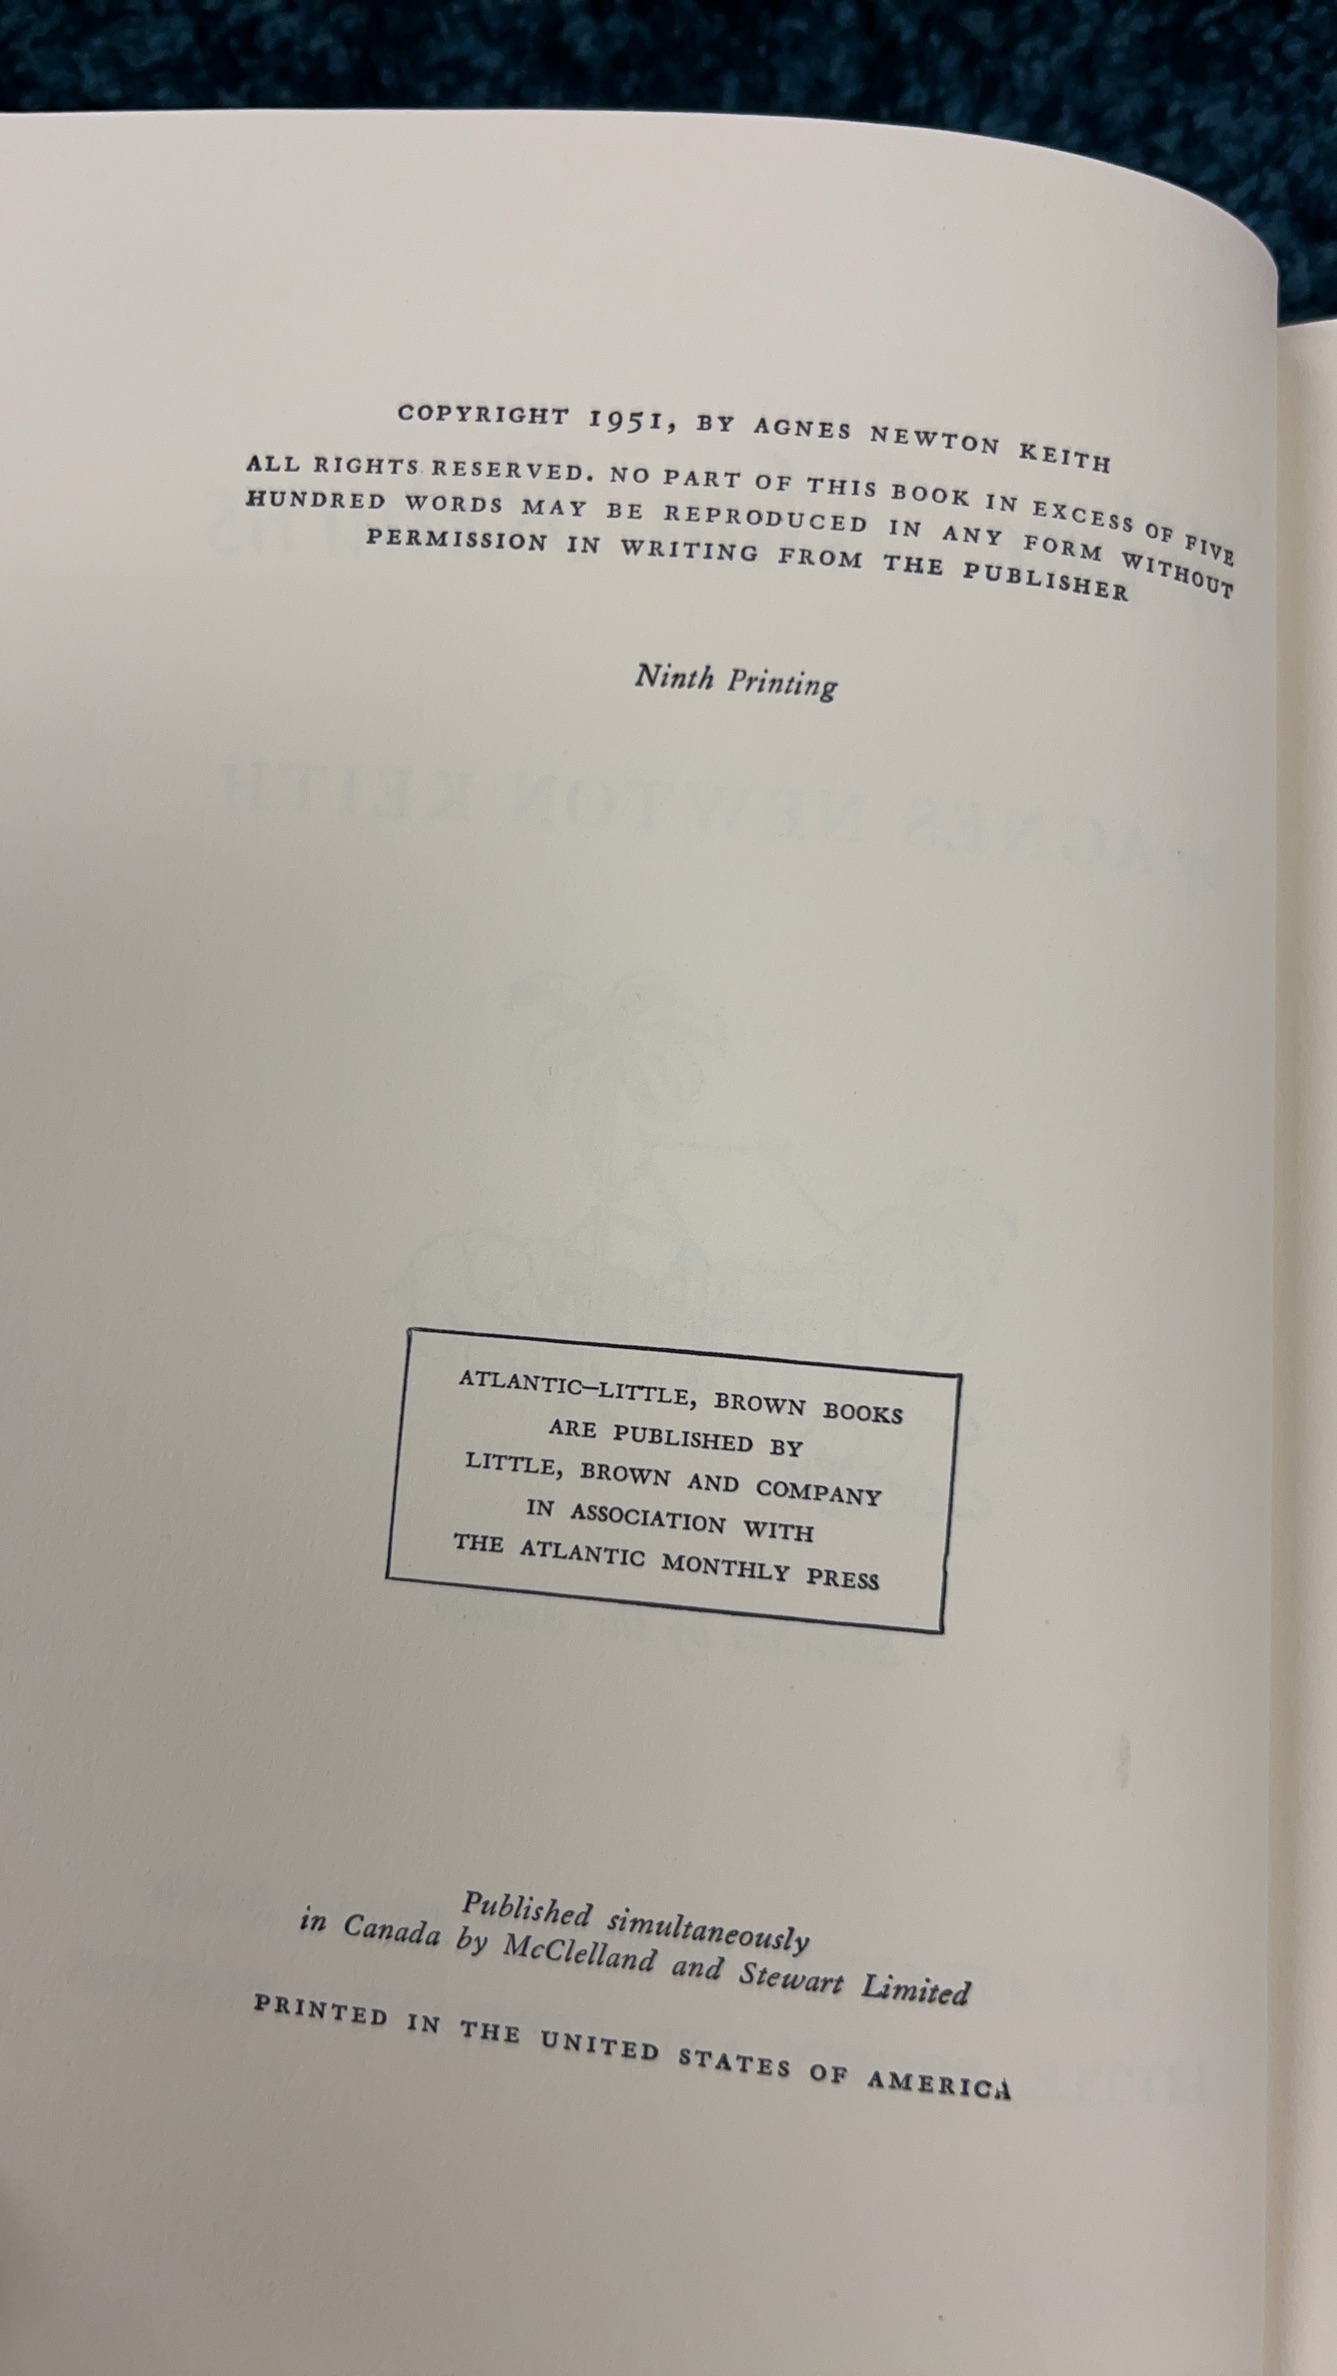 COPYRIGHT 1951, BY AGNES NEWTON KEITH
ALL RIGHTS RESERVED. NO PART OF THIS BOOK IN EXCESS OF FIVE
HUNDRED WORDS MAY BE REPRODUCED IN ANY FORM WITHOUT
PERMISSION IN WRITING FROM THE PUBLISHER
Ninth Printing
AGNES NEWTON KEITH
ATLANTIC–LITTLE, BROWN BOOKS
ARE PUBLISHED BY
LITTLE, BROWN AND COMPANY
IN ASSOCIATION WITH
THE ATLANTIC MONTHLY PRESS
Published simultaneously
in Canada by McClelland and Stewart Limited
PRINTED IN THE UNITED STATES OF AMERICA